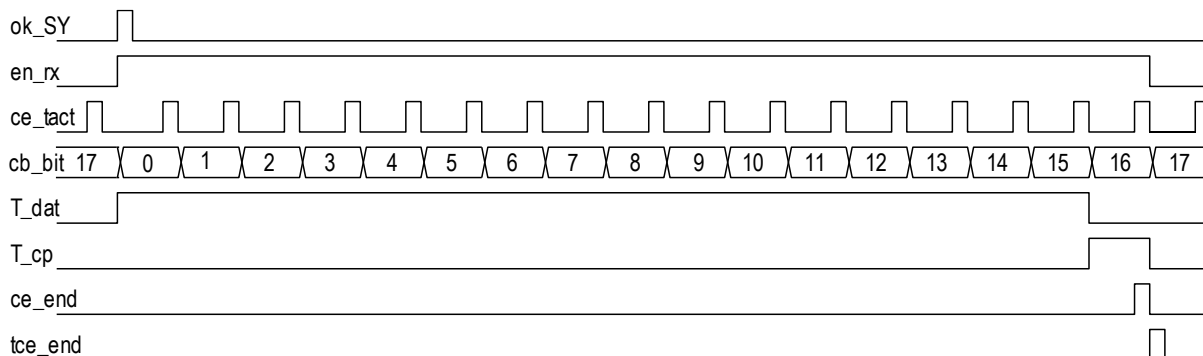 ok_SY
en_rx
ce_tact
cb_bit 17 0 1 2 3 4 5 6 7 8 9 10 11 12 13 14 15 16 17
T_dat
T_cp
ce_end
tce_end